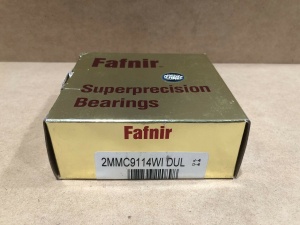 Fafnir®
Superprecision
Bearings
Fafnir
2MMC9114WI DUL